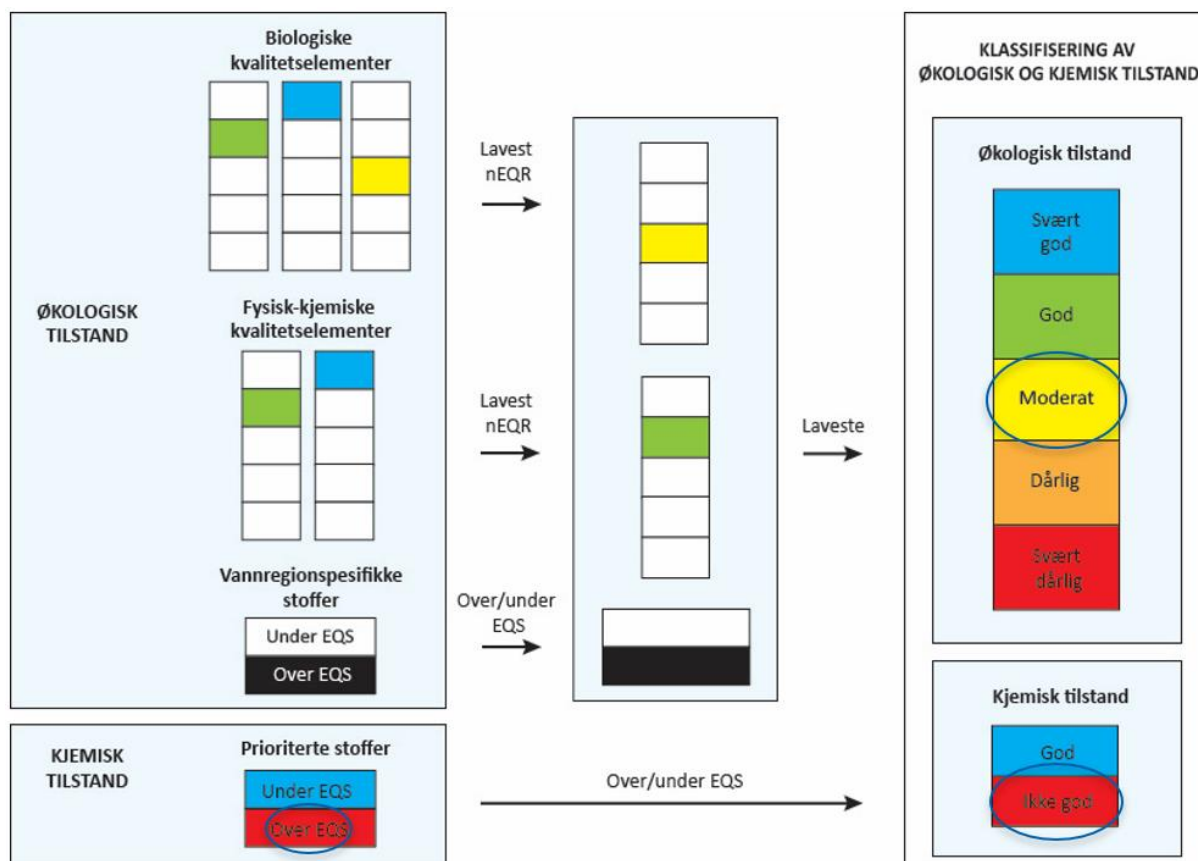 Biologiske
kvalitetselementer
ØKOLOGISK
TILSTAND
Fysisk-kjemiske
kvalitetselementer
Vannregionspesifikke
stoffer
Under EQS
Over EQS
Lavest
nEQR
Lavest
nEQR
Over/under
EQS
Laveste
KLASSIFISERING AV
ØKOLOGISK OG KJEMISK TILSTAND
Økologisk tilstand
Svært
god
God
Moderat
Dårlig
Svært
dårlig
KJEMISK
TILSTAND
Prioriterte stoffer
Under EQS
Over EQS
Over/under EQS
Kjemisk tilstand
God
Ikke god